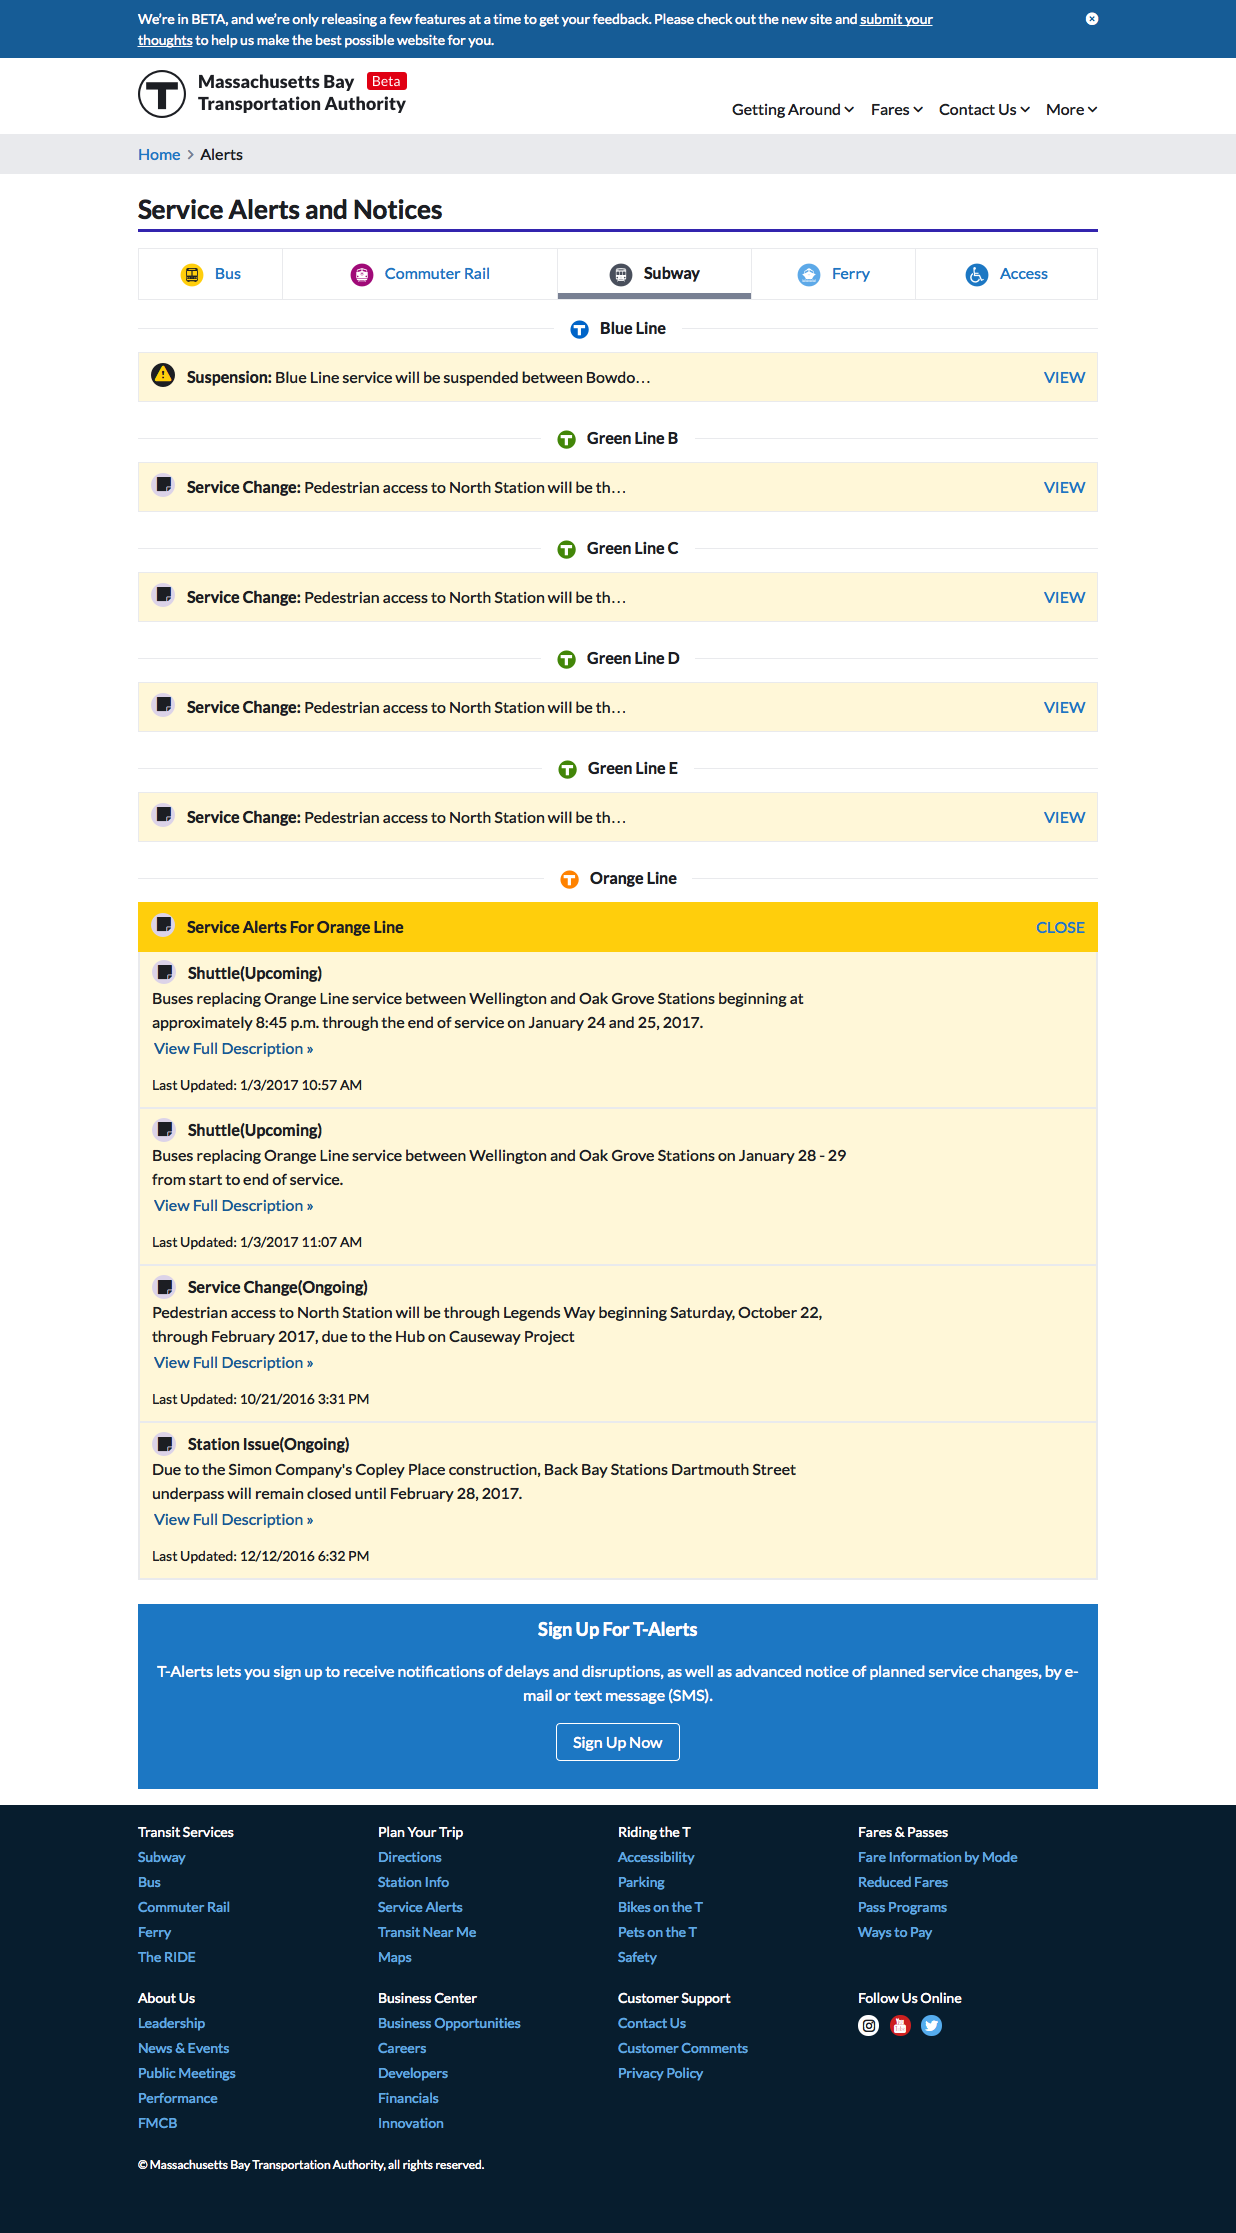 We're in BETA, and we're only releasing a few features at a time to get your feedback. Please check out the new site and submit your
thoughts to help us make the best possible website for you.
T
Massachusetts Bay Beta
Transportation Authority
Getting Around Fares Contact Us More
Home > Alerts
Service Alerts and Notices
Bus Commuter Rail Subway Ferry Access
T Blue Line
Suspension: Blue Line service will be suspended between Bowdo… VIEW
T Green Line B
Service Change: Pedestrian access to North Station will be th… VIEW
T Green Line C
Service Change: Pedestrian access to North Station will be th… VIEW
T Green Line D
Service Change: Pedestrian access to North Station will be th… VIEW
T Green Line E
Service Change: Pedestrian access to North Station will be th… VIEW
T Orange Line
Service Alerts For Orange Line CLOSE
Shuttle(Upcoming)
Buses replacing Orange Line service between Wellington and Oak Grove Stations beginning at
approximately 8:45 p.m. through the end of service on January 24 and 25, 2017.
View Full Description »
Last Updated: 1/3/2017 10:57 AM
Shuttle(Upcoming)
Buses replacing Orange Line service between Wellington and Oak Grove Stations on January 28 - 29
from start to end of service.
View Full Description »
Last Updated: 1/3/2017 11:07 AM
Service Change(Ongoing)
Pedestrian access to North Station will be through Legends Way beginning Saturday, October 22,
through February 2017, due to the Hub on Causeway Project
View Full Description »
Last Updated: 10/21/2016 3:31 PM
Station Issue(Ongoing)
Due to the Simon Company's Copley Place construction, Back Bay Stations Dartmouth Street
underpass will remain closed until February 28, 2017.
View Full Description »
Last Updated: 12/12/2016 6:32 PM
Sign Up For T-Alerts
T-Alerts lets you sign up to receive notifications of delays and disruptions, as well as advanced notice of planned service changes, by e-
mail or text message (SMS).
Sign Up Now
Transit Services
Subway
Bus
Commuter Rail
Ferry
The RIDE
Plan Your Trip
Directions
Station Info
Service Alerts
Transit Near Me
Maps
Riding the T
Accessibility
Parking
Bikes on the T
Pets on the T
Safety
Fares & Passes
Fare Information by Mode
Reduced Fares
Pass Programs
Ways to Pay
About Us
Leadership
News & Events
Public Meetings
Performance
FMCB
Business Center
Business Opportunities
Careers
Developers
Financials
Innovation
Customer Support
Contact Us
Customer Comments
Privacy Policy
Follow Us Online
© Massachusetts Bay Transportation Authority, all rights reserved.